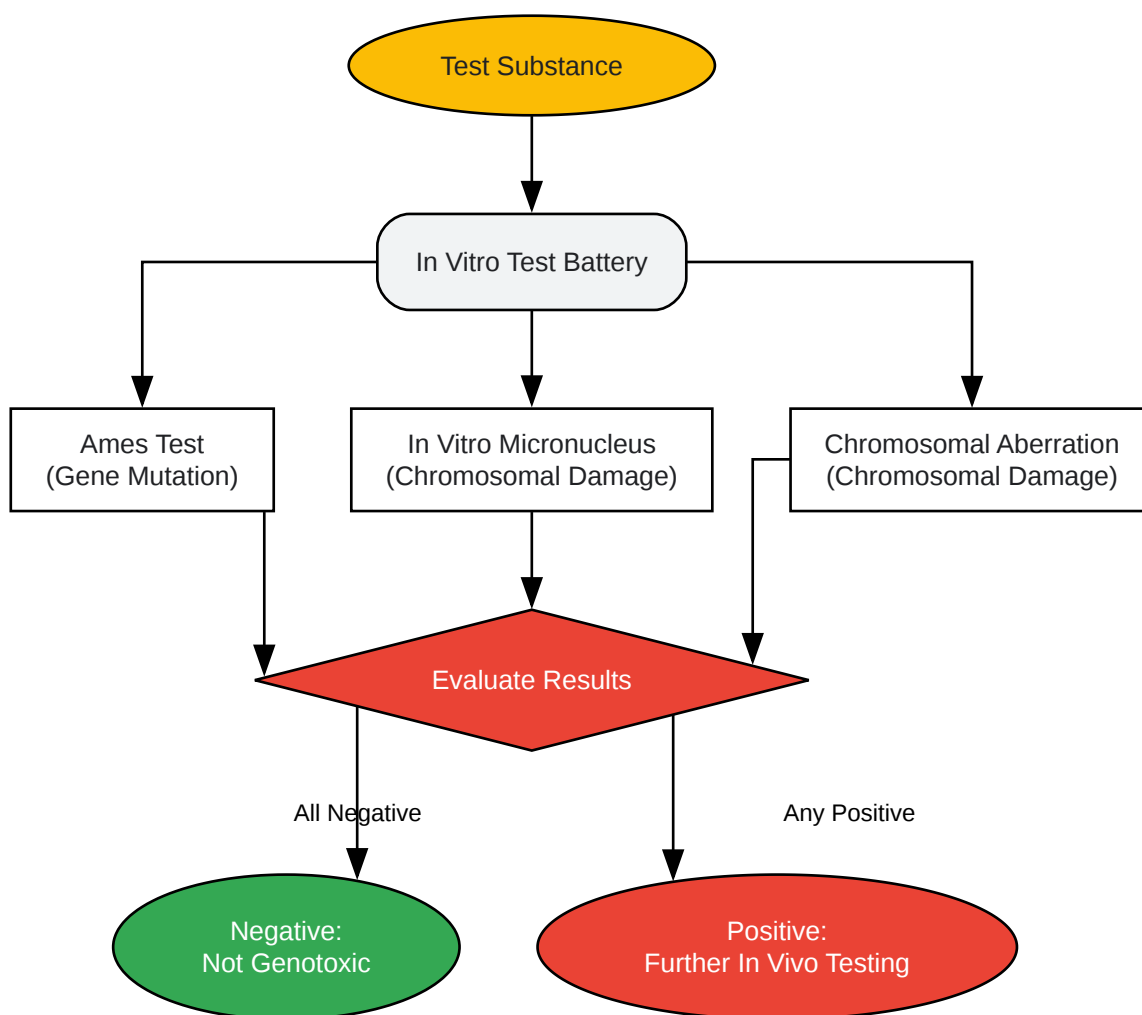 Test Substance
In Vitro Test Battery
Ames Test
(Gene Mutation)
In Vitro Micronucleus
(Chromosomal Damage)
Chromosomal Aberration
(Chromosomal Damage)
Evaluate Results
All Negative
Any Positive
Negative:
Not Genotoxic
Positive:
Further In Vivo Testing